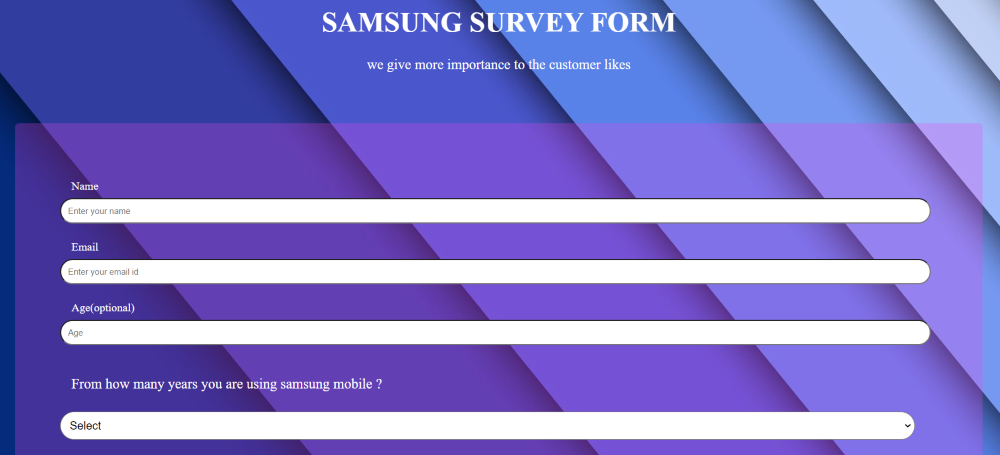 SAMSUNG SURVEY FORM
we give more importance to the customer likes
Name
Enter your name
Email
Enter your email id
Age(optional)
Age
From how many years you are using samsung mobile ?
Select